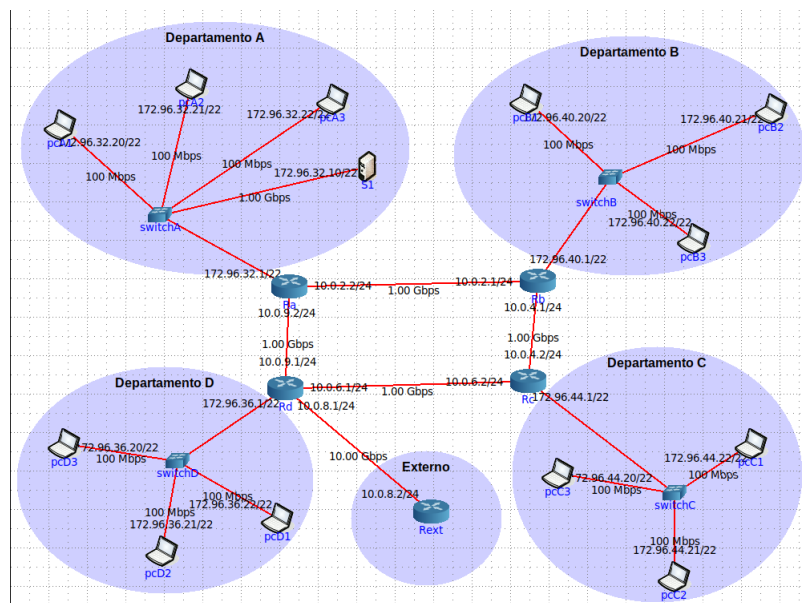 Departamento A
pcA2
172.96.32.21/22
172.96.32.22/22
pcA3
172.96.32.20/22
pcA1
100 Mbps
100 Mbps
100 Mbps
172.96.32.10/22
S1
1.00 Gbps
switchA
172.96.32.1/22
Departamento B
pcB1
172.96.40.20/22
172.96.40.21/22
pcB2
100 Mbps
100 Mbps
switchB
100 Mbps
172.96.40.22/22
pcB3
172.96.40.1/22
Ra
10.0.2.2/24
1.00 Gbps
10.0.2.1/24
Rb
10.0.9.2/24
10.0.4.1/24
1.00 Gbps
1.00 Gbps
10.0.9.1/24
10.0.4.2/24
Rd
10.0.6.1/24
1.00 Gbps
10.0.6.2/24
Rc
10.0.8.1/24
Departamento D
172.96.36.1/22
72.96.36.20/22
pcD3
100 Mbps
switchD
100 Mbps
172.96.36.22/22
100 Mbps
172.96.36.21/22
pcD1
pcD2
10.00 Gbps
Externo
10.0.8.2/24
Rext
Departamento C
172.96.44.1/22
172.96.44.22/22
pcC1
100 Mbps
72.96.44.20/22
pcC3
100 Mbps
switchC
100 Mbps
172.96.44.21/22
pcC2